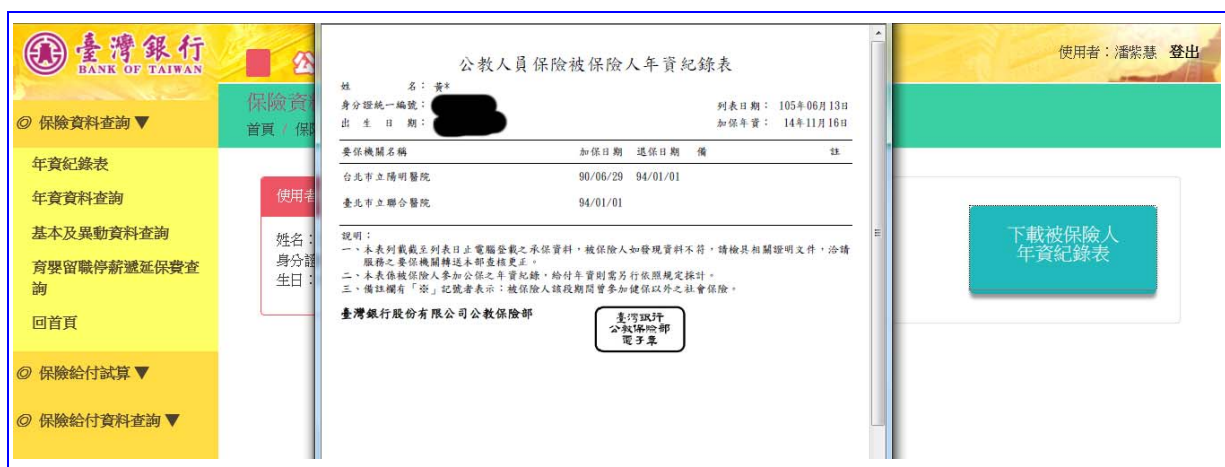 臺灣銀行
BANK OF TAIWAN
公
使用者：潘紫慧 登出
◎ 保險資料查詢▼
年資紀錄表
年資資料查詢
基本及異動資料查詢
育嬰留職停薪遞延保費查
詢
回首頁
◎ 保險給付試算▼
◎ 保險給付資料查詢▼
保險資
首頁 / 保
使用者
姓名：
身分證
生日：
公教人員保險被保險人年資紀錄表
姓 名：黃*
身分證統一編號：
出 生 日 期：
列表日期： 105年06月13日
加保年資： 14年11月16日
要保機關名稱 加保日期 退保日期 備 註
台北市立陽明醫院 90/06/29 94/01/01
臺北市立聯合醫院 94/01/01
說明：
一、本表列載截至列表日止電腦登載之承保資料，被保險人如發現資料不符，請檢具相關證明文件，洽請
服務之要保機關轉送本部查核更正。
二、本表係被保險人參加公保之年資紀錄，給付年資則需另行依照規定採計。
三、備註欄有「※」記號者表示：被保險人該段期間曾參加健保以外之社會保險。
臺灣銀行股份有限公司公教保險部
臺灣銀行
公教保險部
電子章
下載被保險人
年資紀錄表